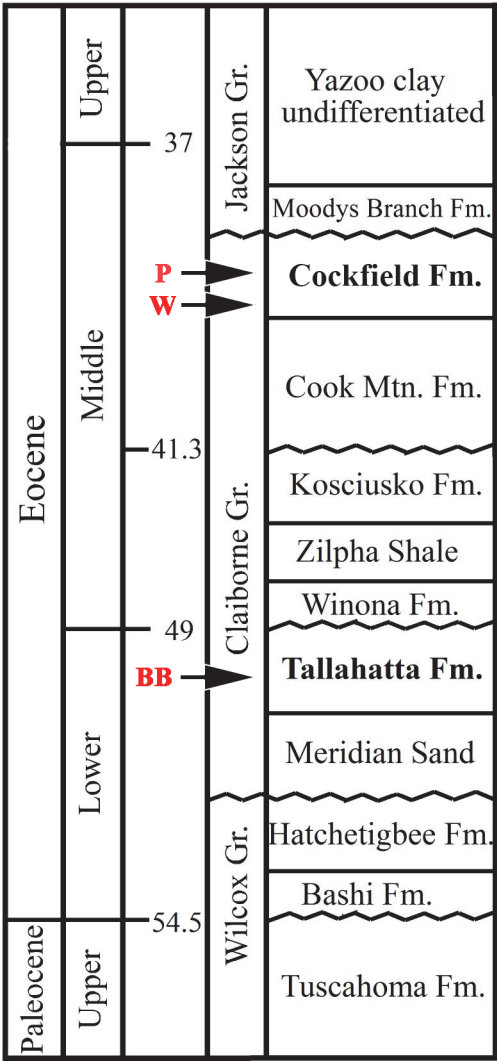 Eocene
Paleocene
Upper
Middle
Lower
Upper
37
P
W
41.3
49
BB
54.5
Jackson Gr.
Claiborne Gr.
Wilcox Gr.
Yazoo clay
undifferentiated
Moodys Branch Fm.
Cockfield Fm.
Cook Mtn. Fm.
Kosciusko Fm.
Zilpha Shale
Winona Fm.
Tallahatta Fm.
Meridian Sand
Hatchetigbee Fm.
Bashi Fm.
Tuscahoma Fm.